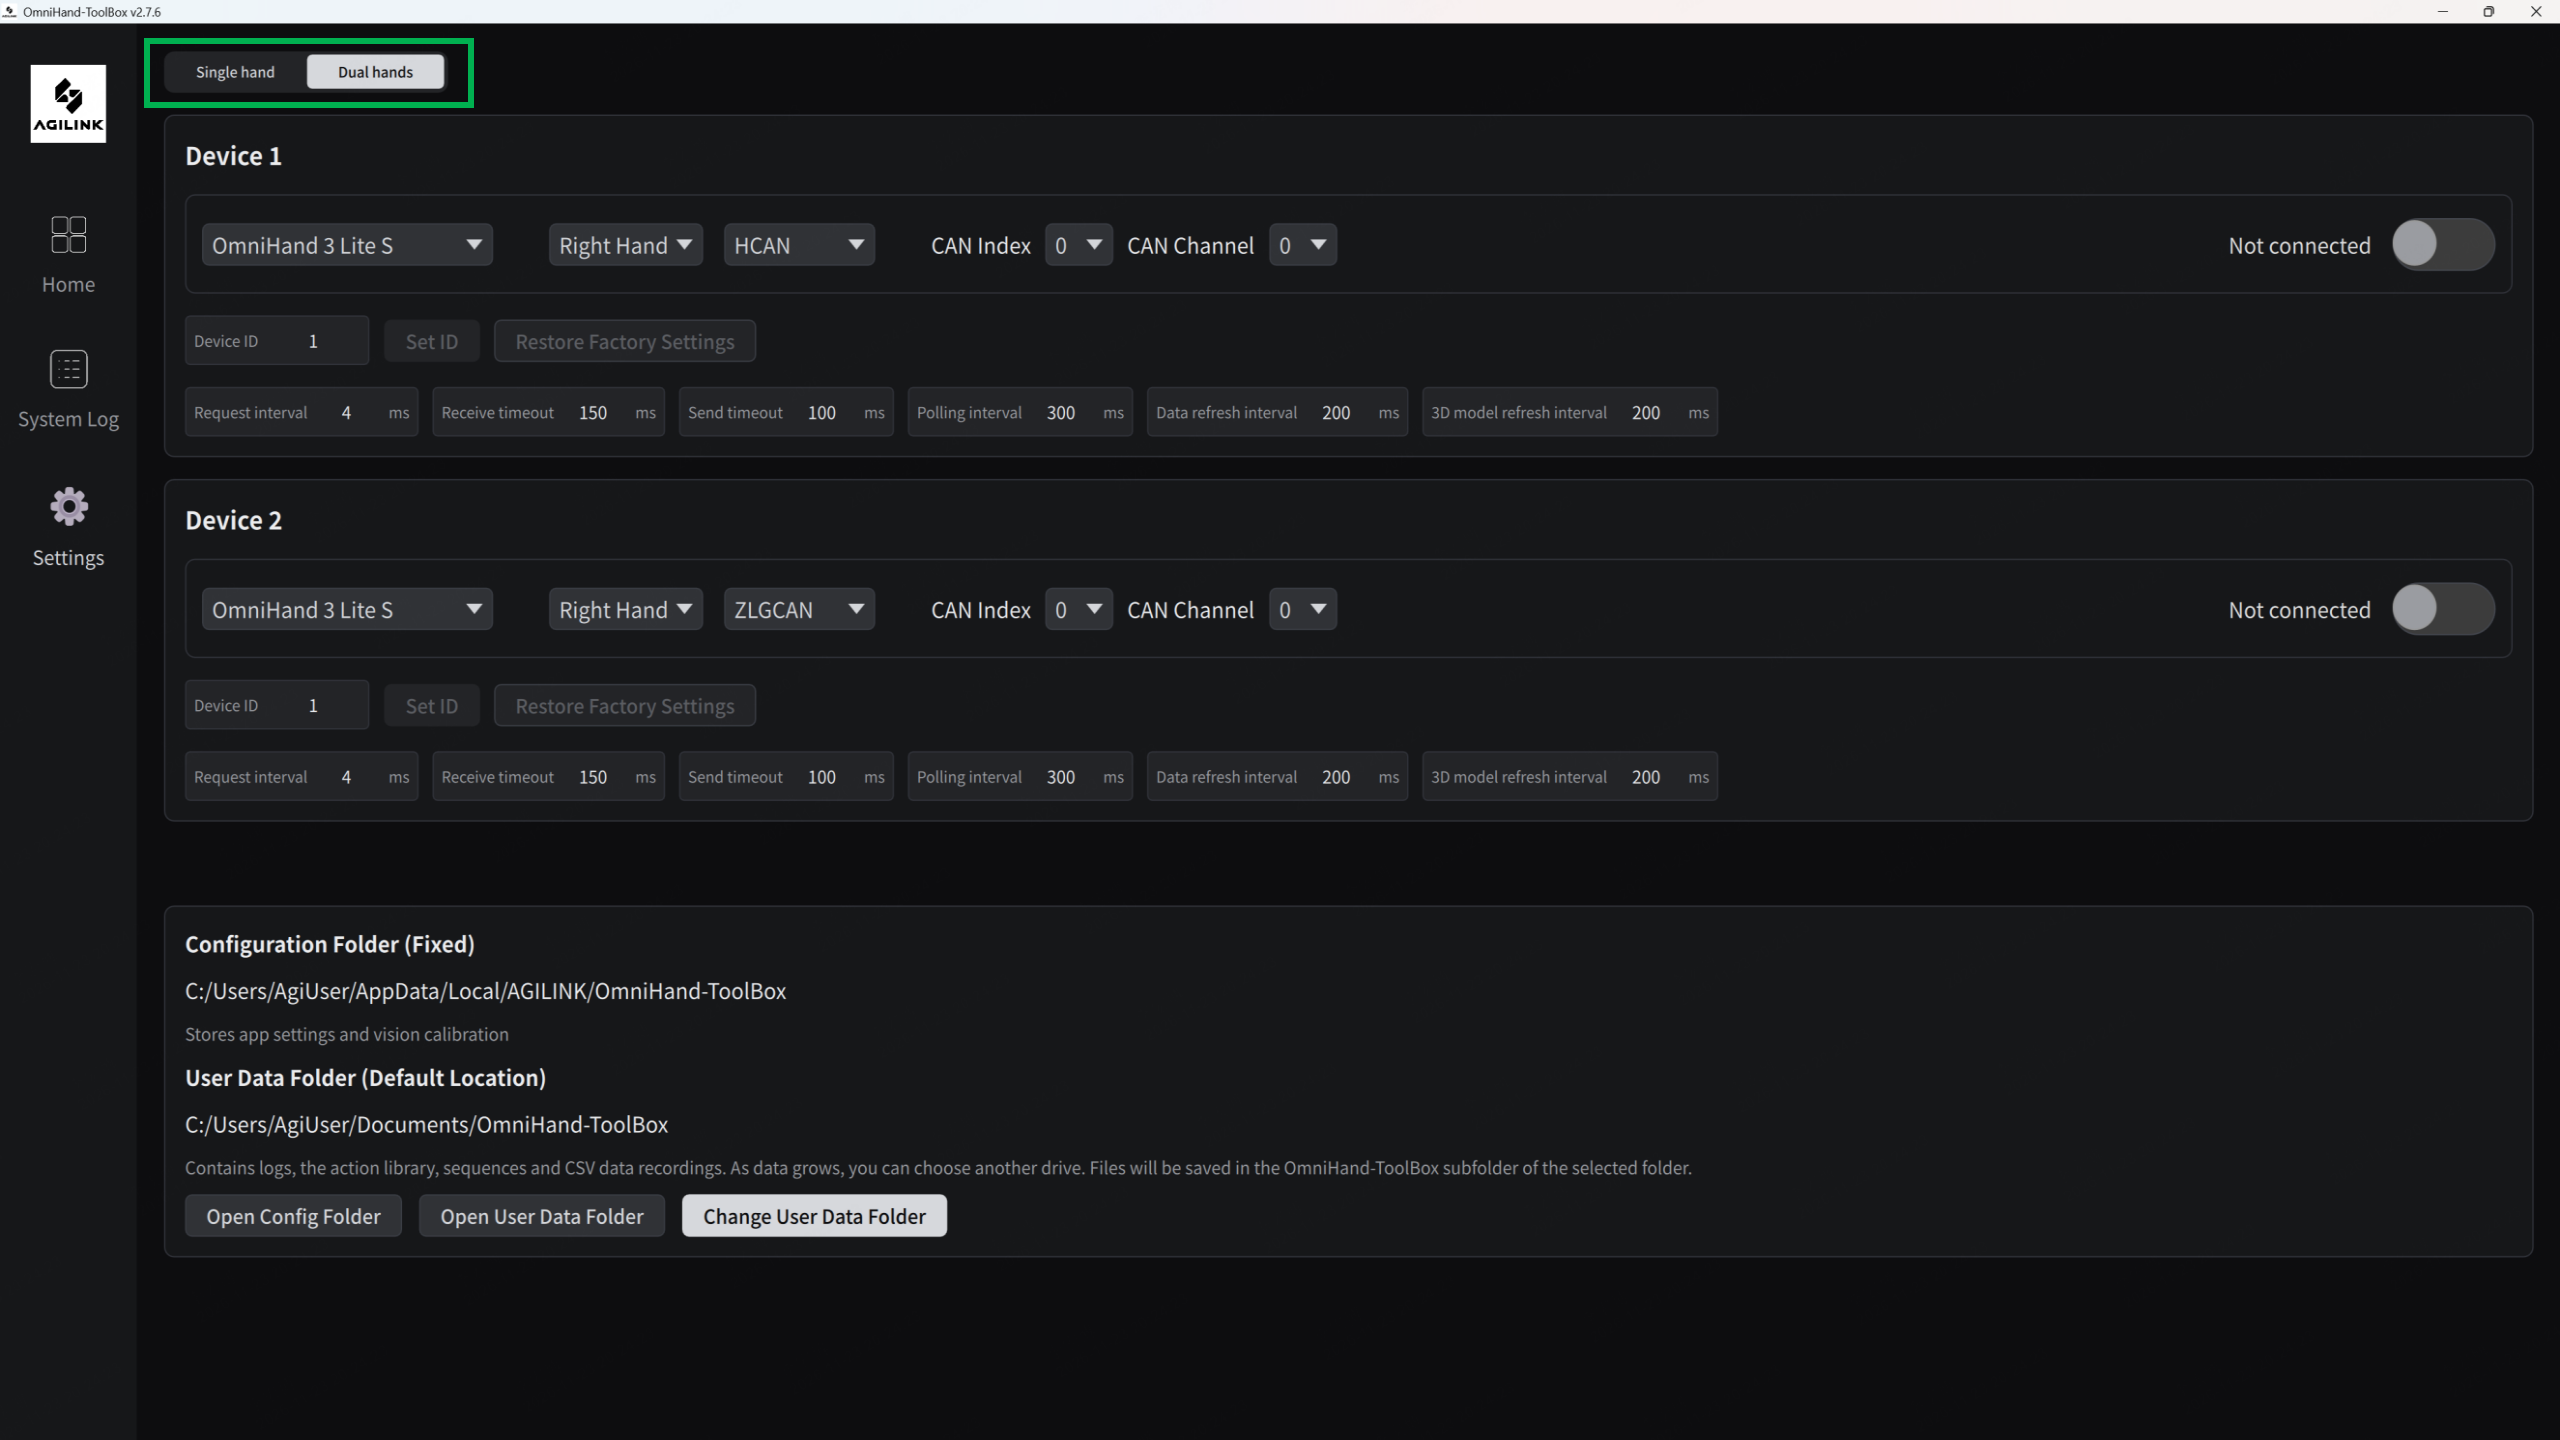 OmniHand-ToolBox v2.7.6
Single hand Dual hands
AGILINK
Home
System Log
Settings
Device 1
OmniHand 3 Lite S Right Hand HCAN CAN Index 0 CAN Channel 0 Not connected
Device ID 1 Set ID Restore Factory Settings
Request interval 4 ms Receive timeout 150 ms Send timeout 100 ms Polling interval 300 ms Data refresh interval 200 ms 3D model refresh interval 200 ms
Device 2
OmniHand 3 Lite S Right Hand ZLGCAN CAN Index 0 CAN Channel 0 Not connected
Device ID 1 Set ID Restore Factory Settings
Request interval 4 ms Receive timeout 150 ms Send timeout 100 ms Polling interval 300 ms Data refresh interval 200 ms 3D model refresh interval 200 ms
Configuration Folder (Fixed)
C:/Users/AgiUser/AppData/Local/AGILINK/OmniHand-ToolBox
Stores app settings and vision calibration
User Data Folder (Default Location)
C:/Users/AgiUser/Documents/OmniHand-ToolBox
Contains logs, the action library, sequences and CSV data recordings. As data grows, you can choose another drive. Files will be saved in the OmniHand-ToolBox subfolder of the selected folder.
Open Config Folder Open User Data Folder Change User Data Folder